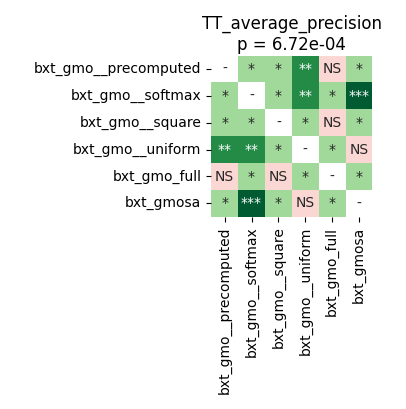 TT_average_precision
p = 6.72e-04
bxt_gmo__precomputed - * * ** NS *
bxt_gmo__softmax * - * ** * ***
bxt_gmo__square * * - * NS *
bxt_gmo__uniform ** ** * - * NS
bxt_gmo_full NS * NS * - *
bxt_gmosa * *** * NS * -
bxt_gmo__precomputed
bxt_gmo__softmax
bxt_gmo__square
bxt_gmo__uniform
bxt_gmo_full
bxt_gmosa